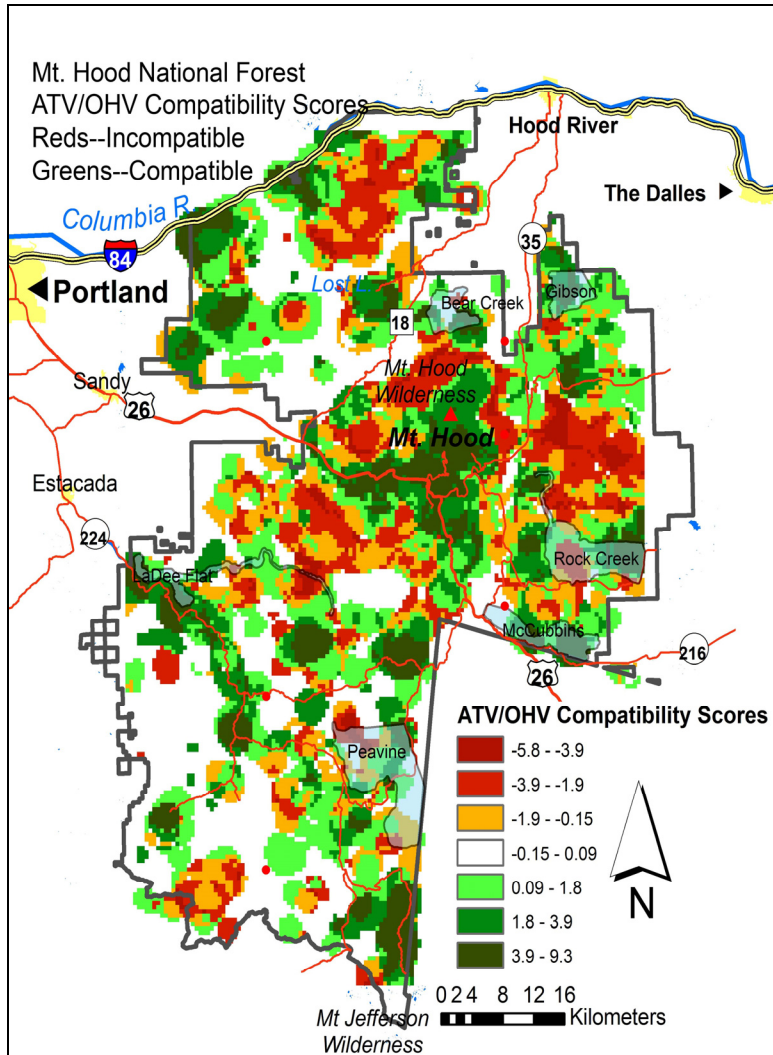 Mt. Hood National Forest
ATV/OHV Compatibility Scores
Reds--Incompatible
Greens--Compatible
Hood River
The Dalles
Columbia R.
84
35
Portland
Lost L.
Bear Creek
Gibson
18
Mt. Hood
Wilderness
Sandy
26
Mt. Hood
Estacada
224
Rock Creek
LaDee Flat
McCubbins
216
26
ATV/OHV Compatibility Scores
Peavine
-5.8 - -3.9
-3.9 - -1.9
-1.9 - -0.15
-0.15 - 0.09
0.09 - 1.8
1.8 - 3.9
3.9 - 9.3
N
0 2 4 8 12 16
Kilometers
Mt Jefferson
Wilderness